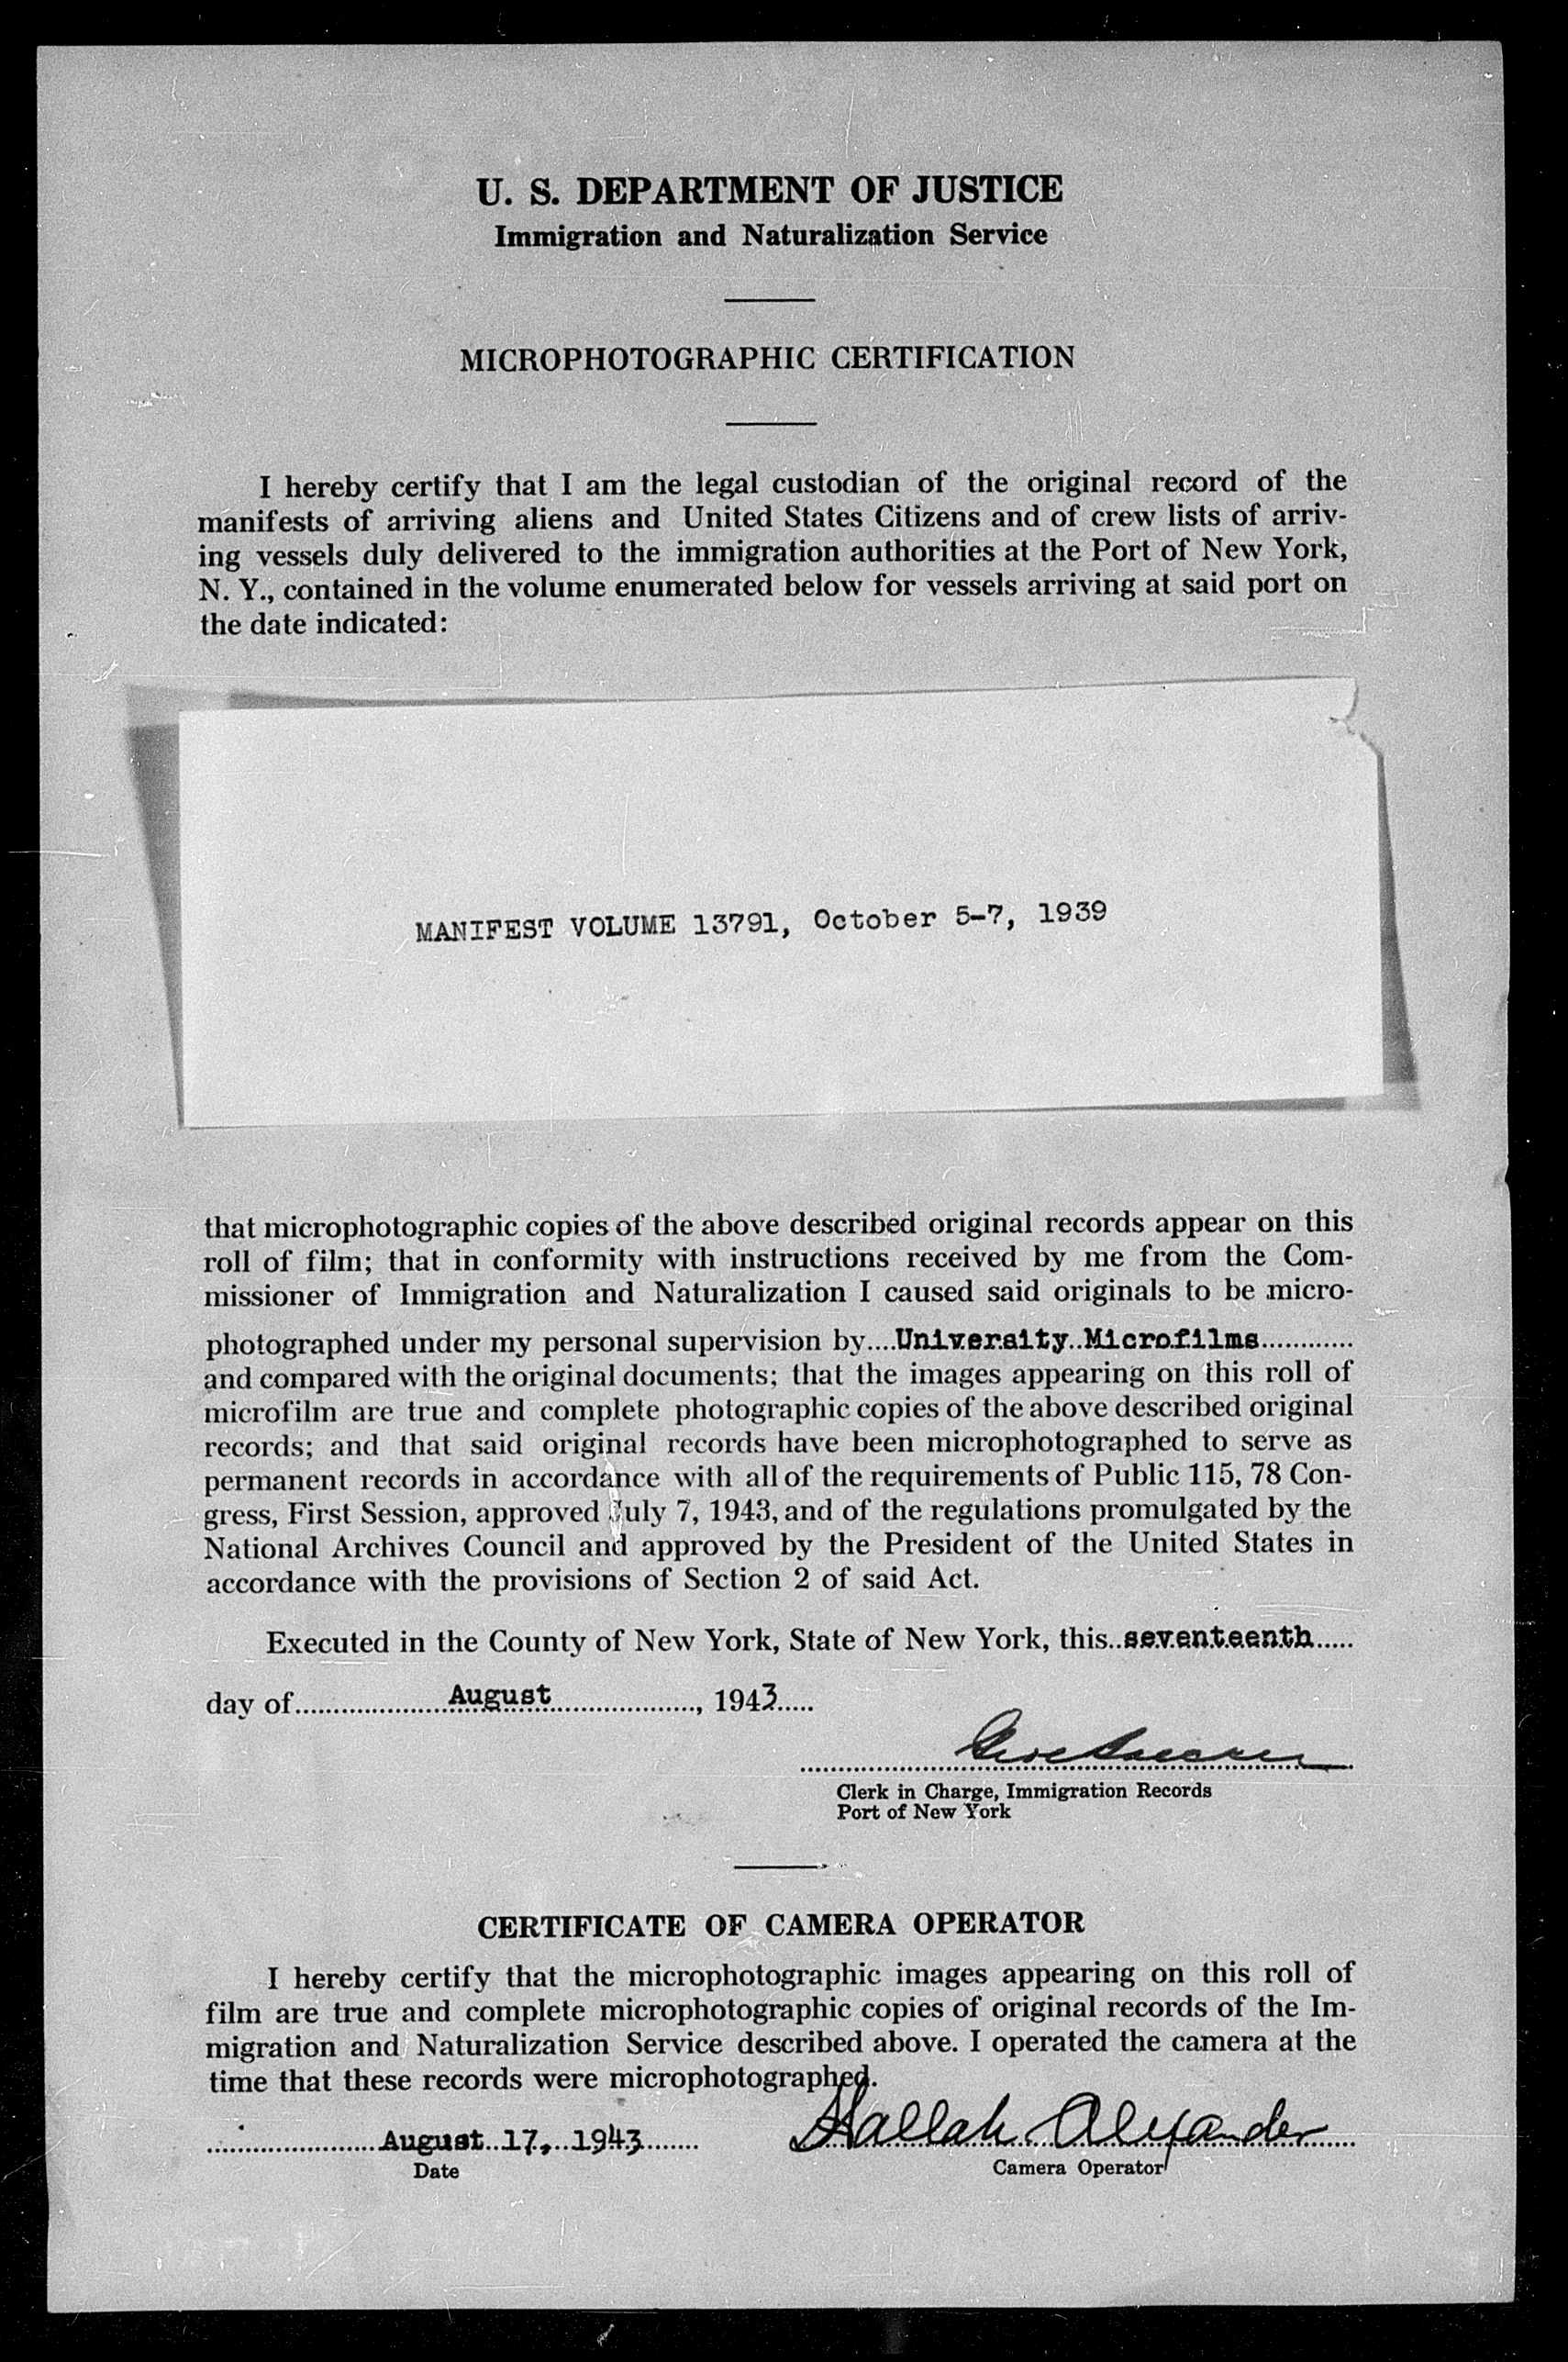 U. S. DEPARTMENT OF JUSTICE
Immigration and Naturalization Service
MICROPHOTOGRAPHIC CERTIFICATION
I hereby certify that I am the legal custodian of the original record of the
manifests of arriving aliens and United States Citizens and of crew lists of arriv-
ing vessels duly delivered to the immigration authorities at the Port of New York,
N. Y., contained in the volume enumerated below for vessels arriving at said port on
the date indicated:
MANIFEST VOLUME 13791, October 5-7, 1939
that microphotographic copies of the above described original records appear on this
roll of film; that in conformity with instructions received by me from the Com-
missioner of Immigration and Naturalization I caused said originals to be micro-
photographed under my personal supervision by....University Microfilms............
and compared with the original documents; that the images appearing on this roll of
microfilm are true and complete photographic copies of the above described original
records; and that said original records have been microphotographed to serve as
permanent records in accordance with all of the requirements of Public 115, 78 Con-
gress, First Session, approved July 7, 1943, and of the regulations promulgated by the
National Archives Council and approved by the President of the United States in
accordance with the provisions of Section 2 of said Act.
Executed in the County of New York, State of New York, this..seventeenth.....
day of....................August...................., 1943.....
Clerk in Charge, Immigration Records
Port of New York
CERTIFICATE OF CAMERA OPERATOR
I hereby certify that the microphotographic images appearing on this roll of
film are true and complete microphotographic copies of original records of the Im-
migration and Naturalization Service described above. I operated the camera at the
time that these records were microphotographed.
......................August 17, 1943....... Hallah Alexander
Date Camera Operator